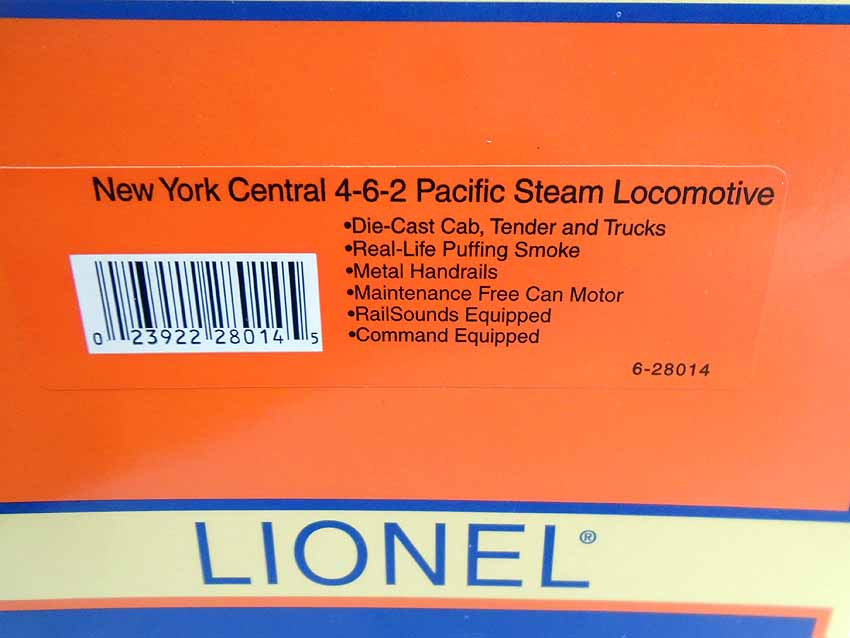 New York Central 4-6-2 Pacific Steam Locomotive
•Die-Cast Cab, Tender and Trucks
•Real-Life Puffing Smoke
•Metal Handrails
•Maintenance Free Can Motor
•RailSounds Equipped
•Command Equipped
0 23922 28014 5
6-28014
LIONEL®